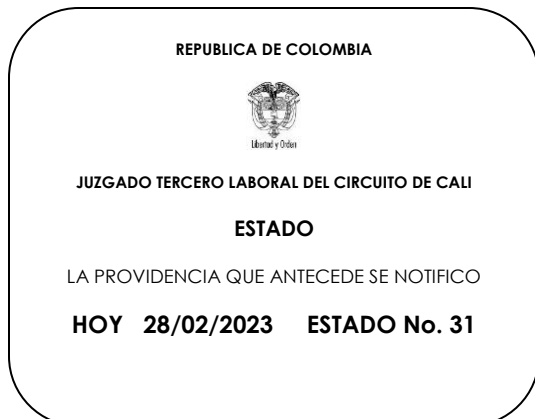 REPUBLICA DE COLOMBIA
Libertad y Orden
JUZGADO TERCERO LABORAL DEL CIRCUITO DE CALI
ESTADO
LA PROVIDENCIA QUE ANTECEDE SE NOTIFICO
HOY 28/02/2023 ESTADO No. 31